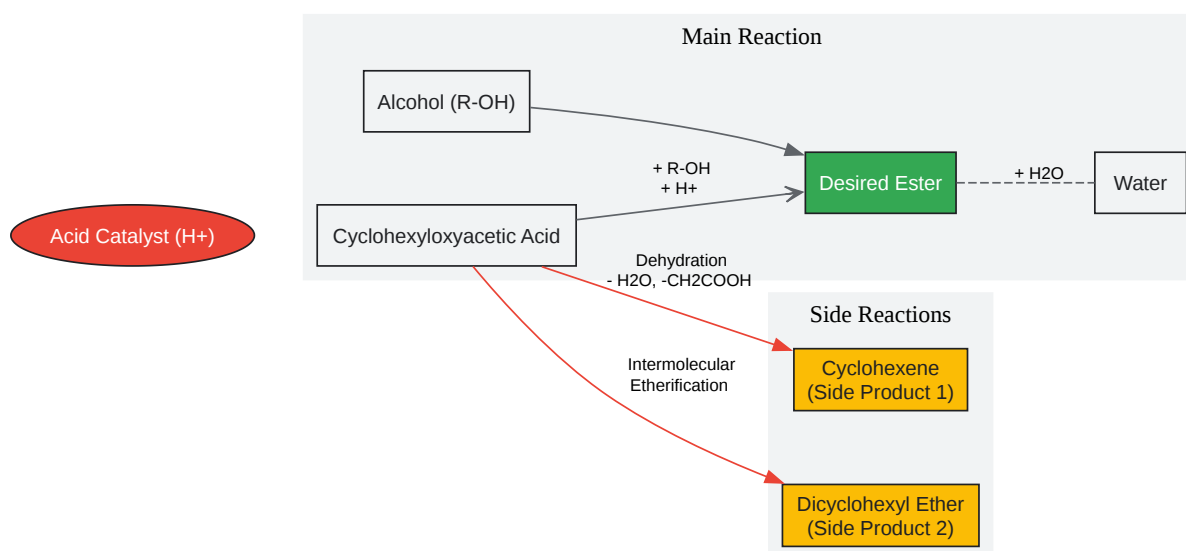 Main Reaction
Alcohol (R-OH)
+ R-OH
+ H+
Desired Ester
+ H2O
Water
Acid Catalyst (H+)
Cyclohexyloxyacetic Acid
Dehydration
- H2O, -CH2COOH
Side Reactions
Cyclohexene
(Side Product 1)
Intermolecular
Etherification
Dicyclohexyl Ether
(Side Product 2)